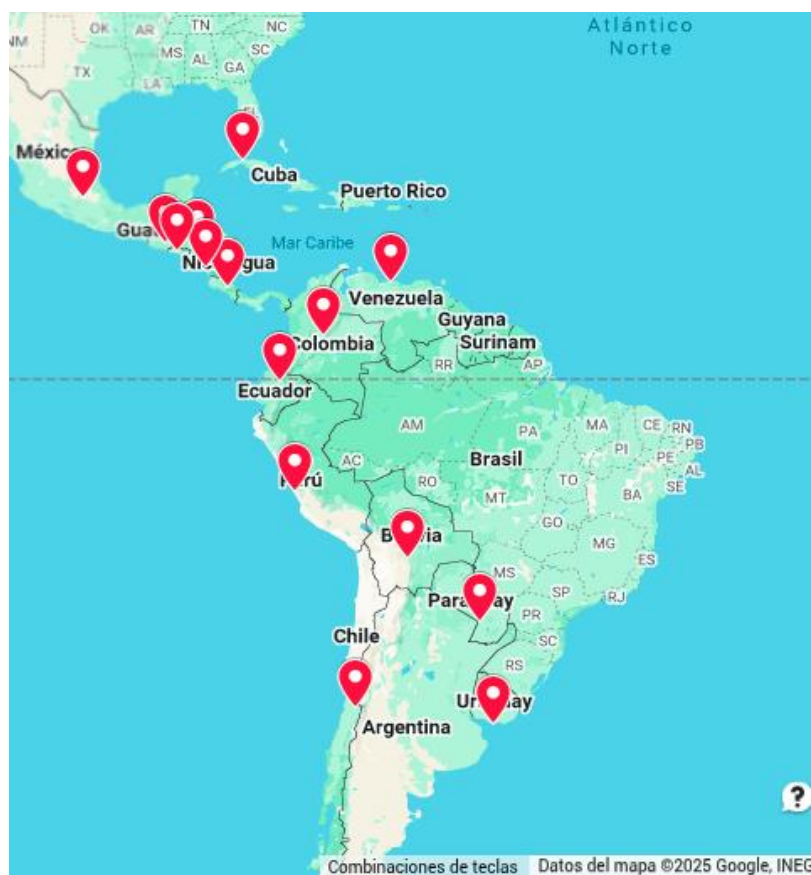 Atlántico
Norte
NM
OK
AR
TN
NC
MS
AL
SC
GA
TX
LA
FL
México
Cuba
Puerto Rico
Mar Caribe
Venezuela
Guyana
Surinam
Colombia
RR
AP
Ecuador
AM
PA
MA
CE
RN
PB
PI
PE
AL
SE
AC
Brasil
TO
RO
BA
MT
GO
MG
ES
MS
SP
RJ
PR
SC
Chile
RS
Argentina
?
Combinaciones de teclas
Datos del mapa ©2025 Google, INEG